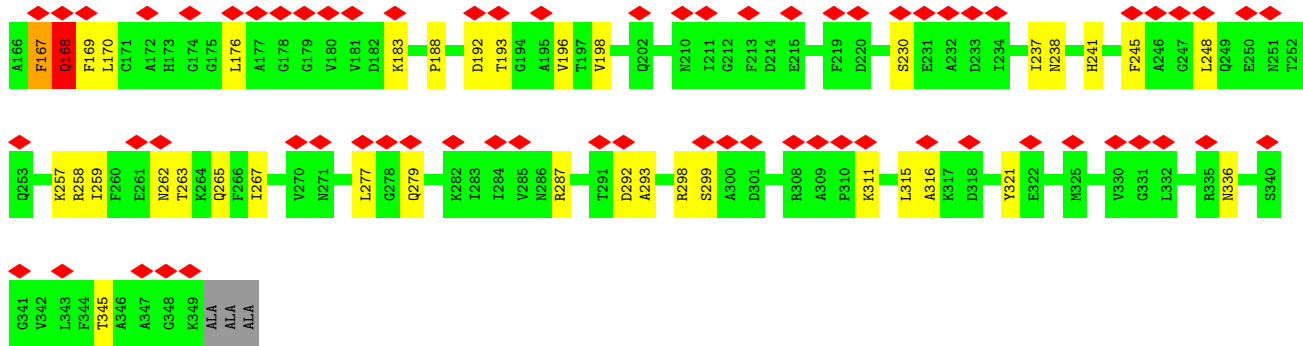 A166 F167 Q168 F169 L170 C171 A172 H173 G174 G175 L176 A177 G178 G179 V180 V181 D182 K183 P188 D192 T193 G194 A195 V196 T197 V198 Q202 N210 I211 G212 F213 D214 E215 F219 D220 S230 E231 A232 D233 I234 I237 N238 H241 F245 A246 G247 L248 Q249 E250 N251 T252
Q253 K257 R258 I259 F260 E261 N262 T263 K264 Q265 F266 I267 V270 N271 L277 G278 Q279 K282 I283 I284 V285 N286 R287 T291 D292 A293 R298 S299 A300 D301 R308 A309 P310 K311 L315 A316 K317 D318 Y321 E322 M325 V330 G331 L332 R335 N336 S340
G341 V342 L343 F344 T345 A346 A347 G348 K349 ALA ALA ALA